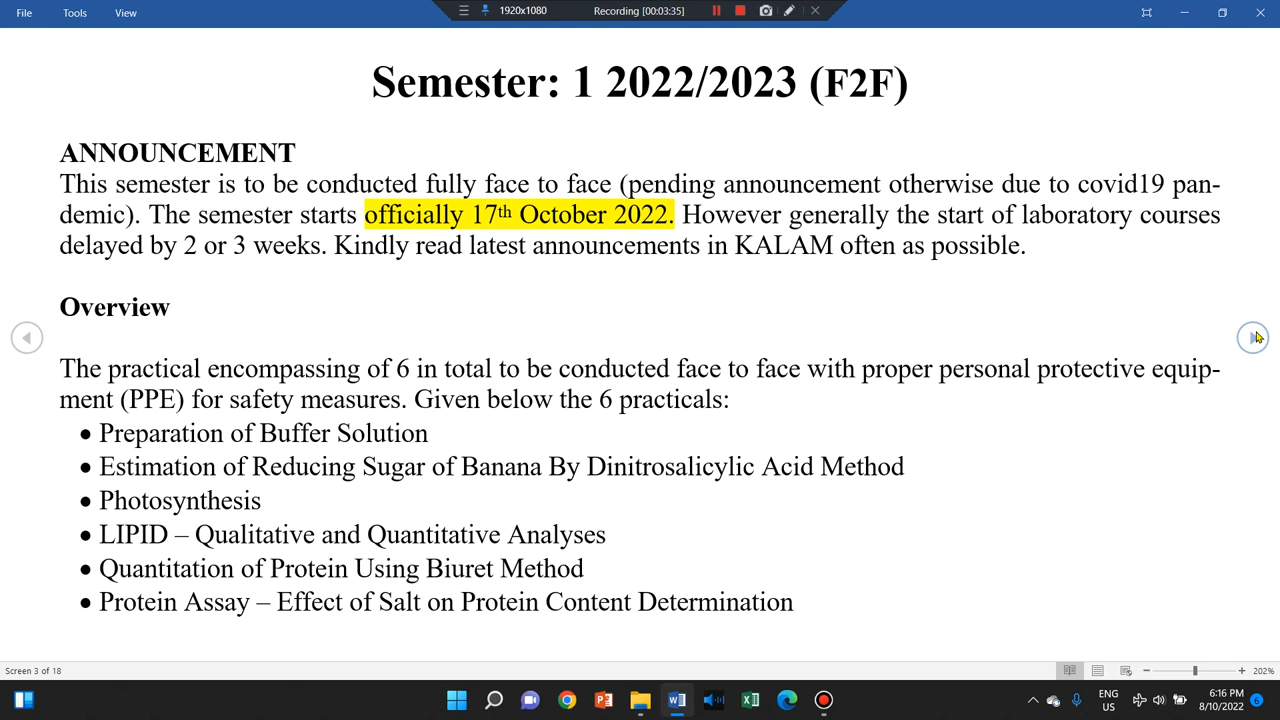 File Tools View
1920x1080 Recording [00:03:35]
Semester: 1 2022/2023 (F2F)
ANNOUNCEMENT
This semester is to be conducted fully face to face (pending announcement otherwise due to covid19 pan-
demic). The semester starts officially 17th October 2022. However generally the start of laboratory courses
delayed by 2 or 3 weeks. Kindly read latest announcements in KALAM often as possible.
Overview
The practical encompassing of 6 in total to be conducted face to face with proper personal protective equip-
ment (PPE) for safety measures. Given below the 6 practicals:
• Preparation of Buffer Solution
• Estimation of Reducing Sugar of Banana By Dinitrosalicylic Acid Method
• Photosynthesis
• LIPID – Qualitative and Quantitative Analyses
• Quantitation of Protein Using Biuret Method
• Protein Assay – Effect of Salt on Protein Content Determination
Screen 3 of 18
202%
ENG
US
6:16 PM
8/10/2022
6